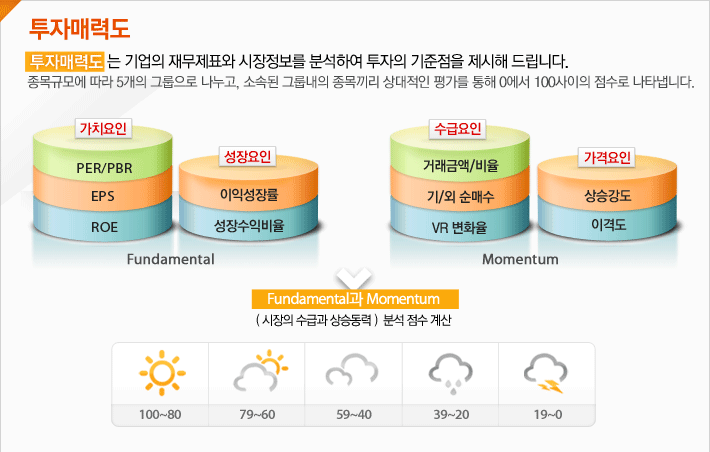 투자매력도
투자매력도 는 기업의 재무제표와 시장정보를 분석하여 투자의 기준점을 제시해 드립니다.
종목규모에 따라 5개의 그룹으로 나누고, 소속된 그룹내의 종목끼리 상대적인 평가를 통해 0에서 100사이의 점수로 나타냅니다.
가치요인
PER/PBR
EPS
ROE
성장요인
이익성장률
성장수익비율
Fundamental
수급요인
거래금액/비율
기/외 순매수
VR 변화율
가격요인
상승강도
이격도
Momentum
Fundamental과 Momentum
( 시장의 수급과 상승동력 ) 분석 점수 계산
100~80
79~60
59~40
39~20
19~0